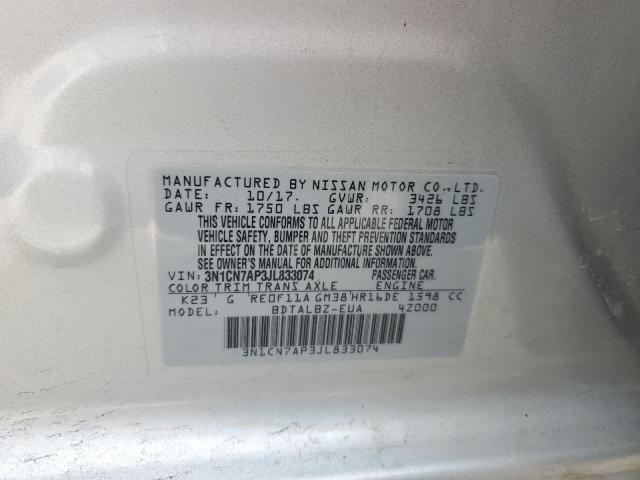 MANUFACTURED BY NISSAN MOTOR CO.,LTD.
DATE: 10/17. GVWR: 3426 LBS
GAWR FR: 1750 LBS GAWR RR: 1708 LBS
THIS VEHICLE CONFORMS TO ALL APPLICABLE FEDERAL MOTOR
VEHICLE SAFETY, BUMPER AND THEFT PREVENTION STANDARDS
IN EFFECT ON THE DATE OF MANUFACTURE SHOWN ABOVE.
SEE OWNER'S MANUAL FOR ADDITIONAL INFORMATION.
VIN: 3N1CN7AP3JL833074 PASSENGER CAR.
COLOR TRIM TRANS AXLE ENGINE
K23 G RE0F11A GM38 HR16DE 1598 CC
MODEL: BDTALBZ-EUA 4Z000
3N1CN7AP3JL833074